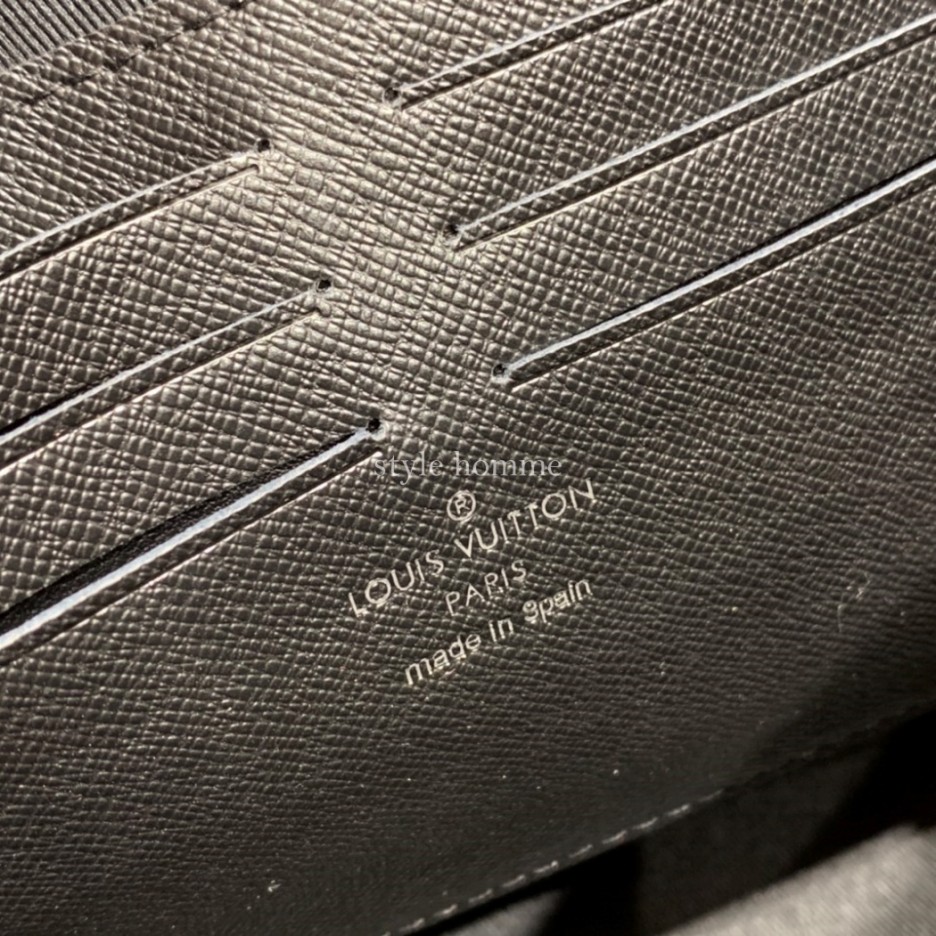 style homme
®
LOUIS VUITTON
PARIS
made in Spain